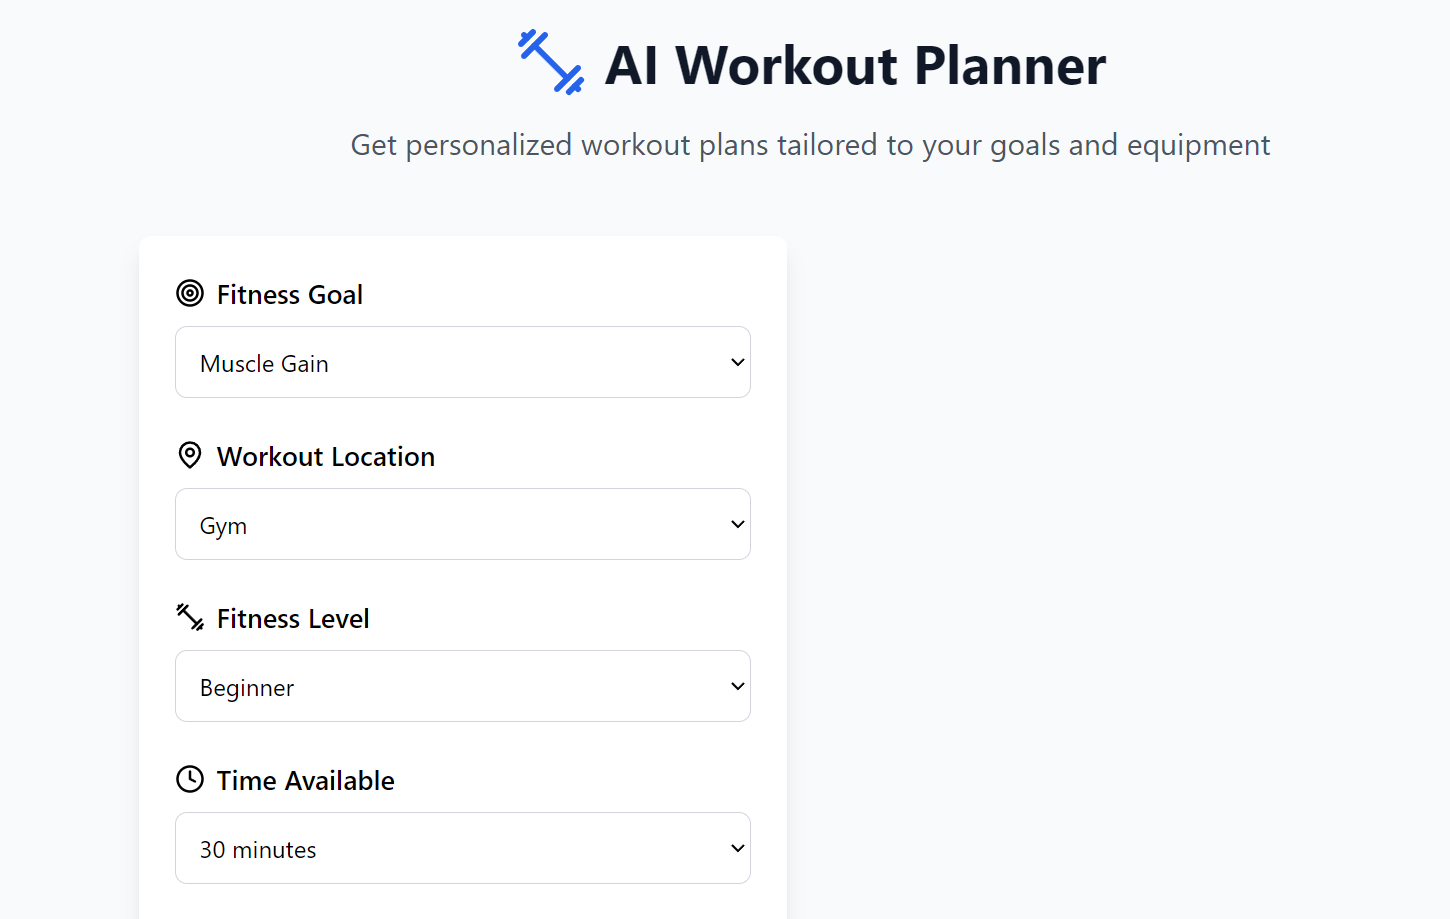 AI Workout Planner
Get personalized workout plans tailored to your goals and equipment
Fitness Goal
Muscle Gain
Workout Location
Gym
Fitness Level
Beginner
Time Available
30 minutes